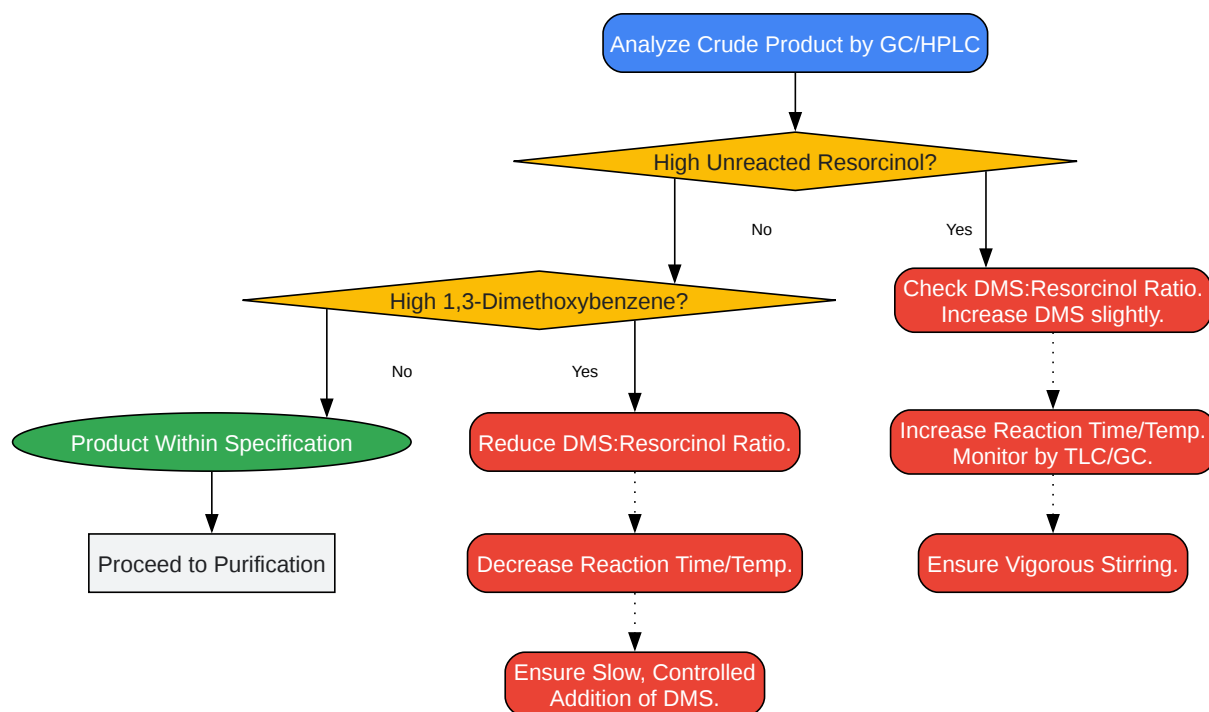 Analyze Crude Product by GC/HPLC
High Unreacted Resorcinol?
No
Yes
High 1,3-Dimethoxybenzene?
Check DMS:Resorcinol Ratio.
Increase DMS slightly.
No
Yes
Product Within Specification
Reduce DMS:Resorcinol Ratio.
Increase Reaction Time/Temp.
Monitor by TLC/GC.
Proceed to Purification
Decrease Reaction Time/Temp.
Ensure Vigorous Stirring.
Ensure Slow, Controlled
Addition of DMS.